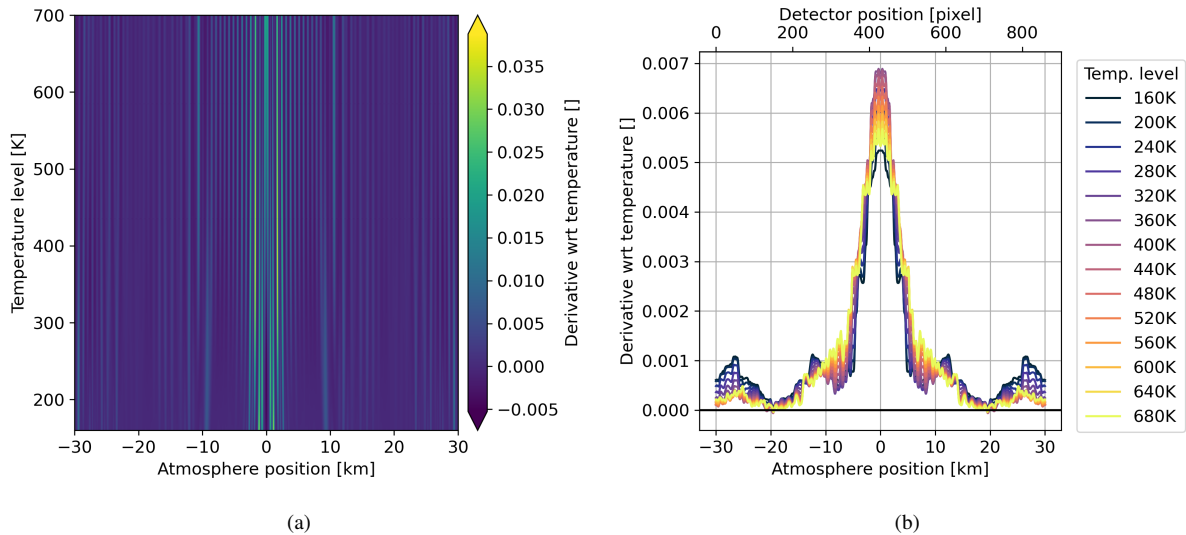 700
600
500
400
300
200
Temperature level [K]
−30
−20
−10
0
10
20
30
Atmosphere position [km]
0.035
0.030
0.025
0.020
0.015
0.010
0.005
0.000
−0.005
Derivative wrt temperature []
(a)
Detector position [pixel]
0
200
400
600
800
0.007
0.006
0.005
0.004
0.003
0.002
0.001
0.000
Derivative wrt temperature []
−30
−20
−10
0
10
20
30
Atmosphere position [km]
Temp. level
160K
200K
240K
280K
320K
360K
400K
440K
480K
520K
560K
600K
640K
680K
(b)